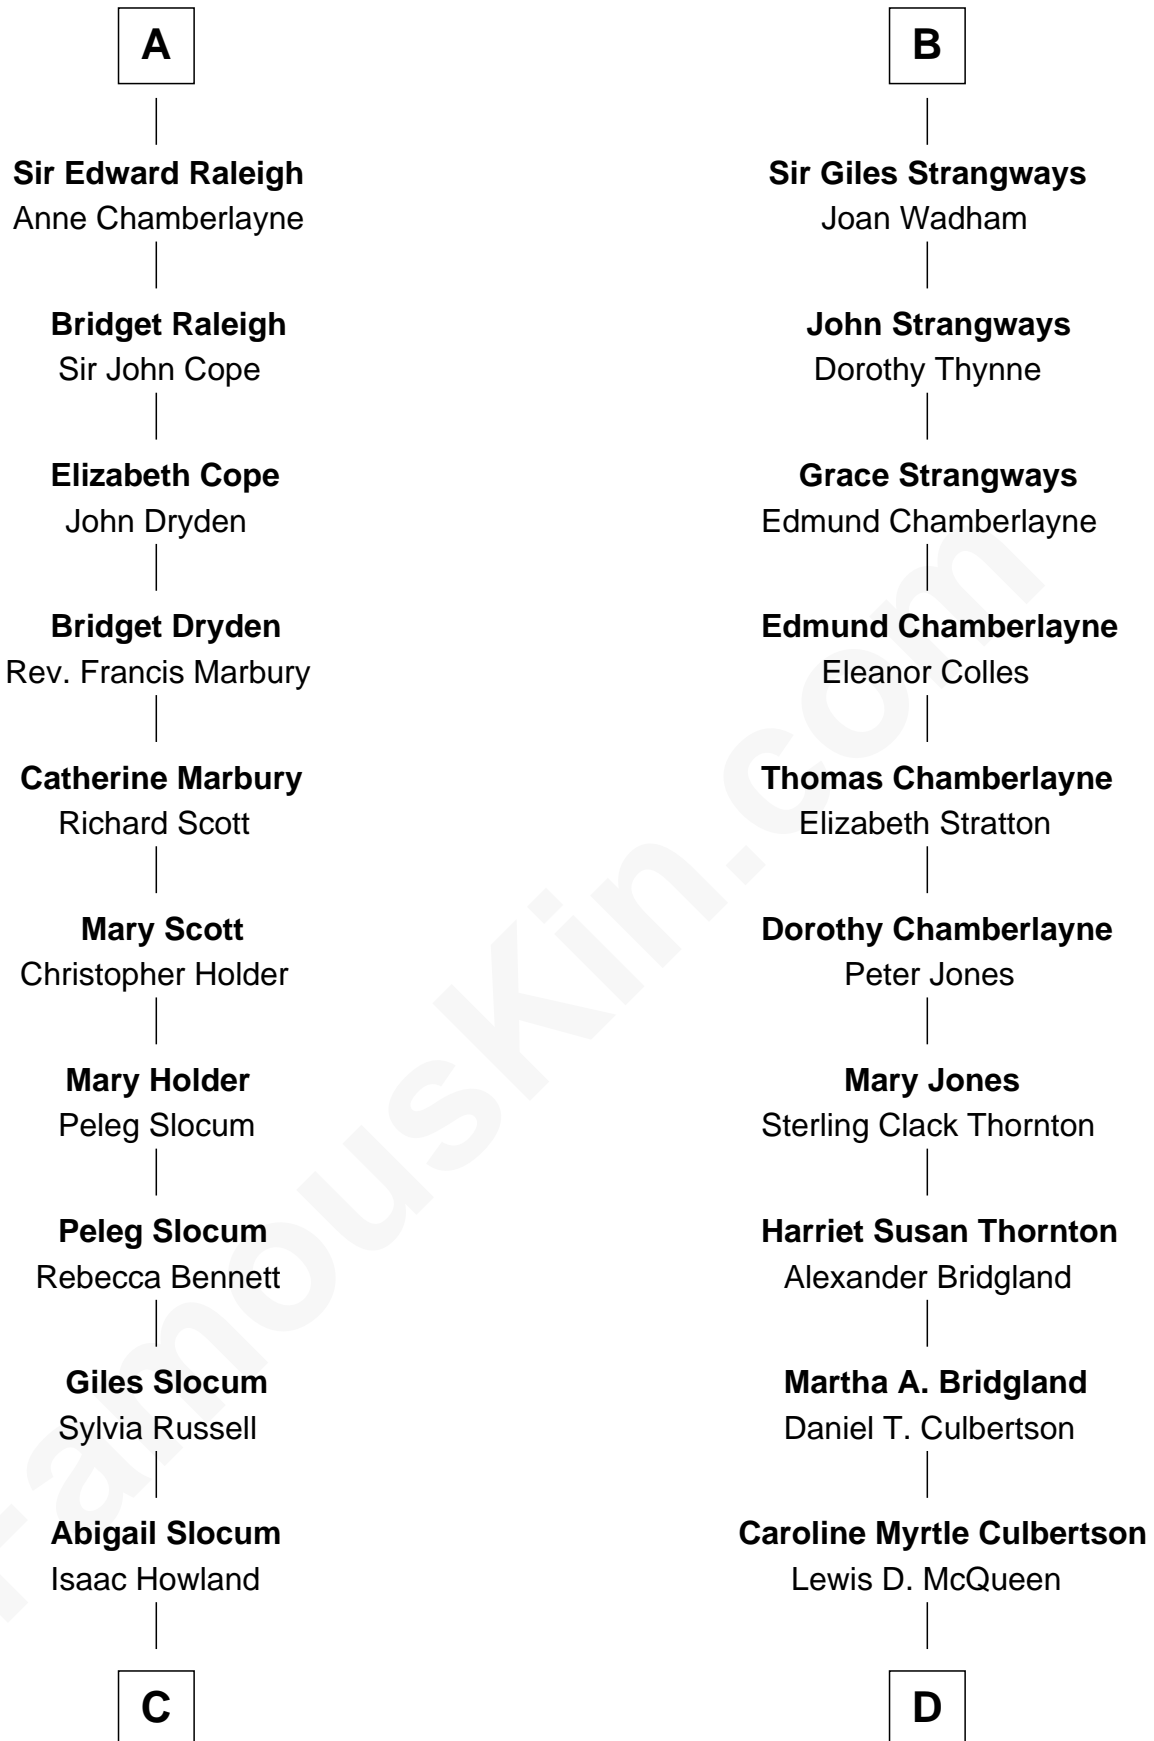 A
Sir Edward Raleigh
Anne Chamberlayne
Bridget Raleigh
Sir John Cope
Elizabeth Cope
John Dryden
Bridget Dryden
Rev. Francis Marbury
Catherine Marbury
Richard Scott
Mary Scott
Christopher Holder
Mary Holder
Peleg Slocum
Peleg Slocum
Rebecca Bennett
Giles Slocum
Sylvia Russell
Abigail Slocum
Isaac Howland
C
B
Sir Giles Strangways
Joan Wadham
John Strangways
Dorothy Thynne
Grace Strangways
Edmund Chamberlayne
Edmund Chamberlayne
Eleanor Colles
Thomas Chamberlayne
Elizabeth Stratton
Dorothy Chamberlayne
Peter Jones
Mary Jones
Sterling Clack Thornton
Harriet Susan Thornton
Alexander Bridgland
Martha A. Bridgland
Daniel T. Culbertson
Caroline Myrtle Culbertson
Lewis D. McQueen
D
FamousKin.com